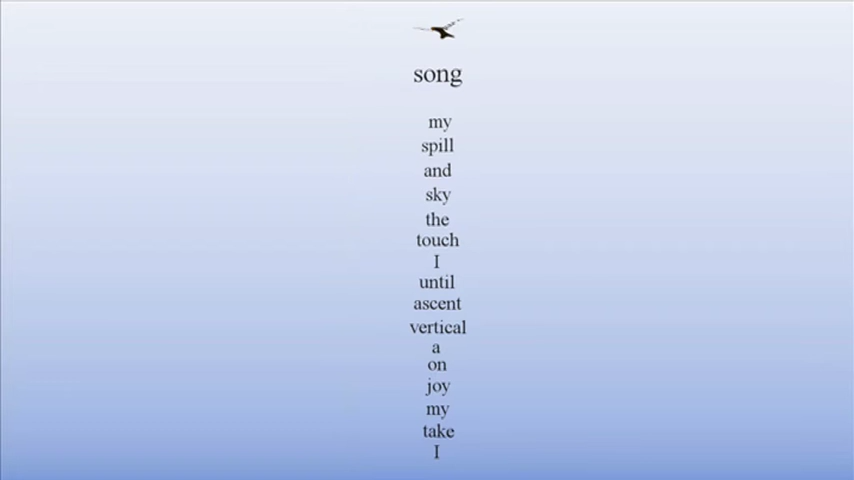 song
my
spill
and
sky
the
touch
I
until
ascent
vertical
a
on
joy
my
take
I